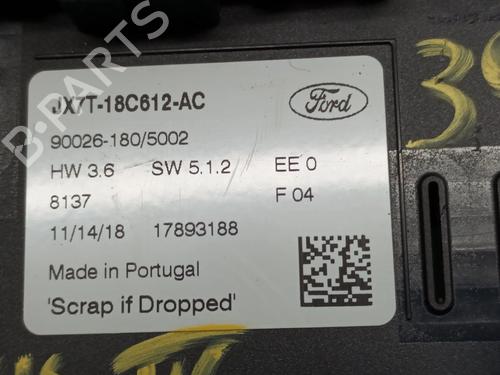 JX7T-18C612-AC
Ford
90026-180/5002
HW 3.6 SW 5.1.2 EE 0
8137 F 04
11/14/18 17893188
Made in Portugal
'Scrap if Dropped'
B-Parts